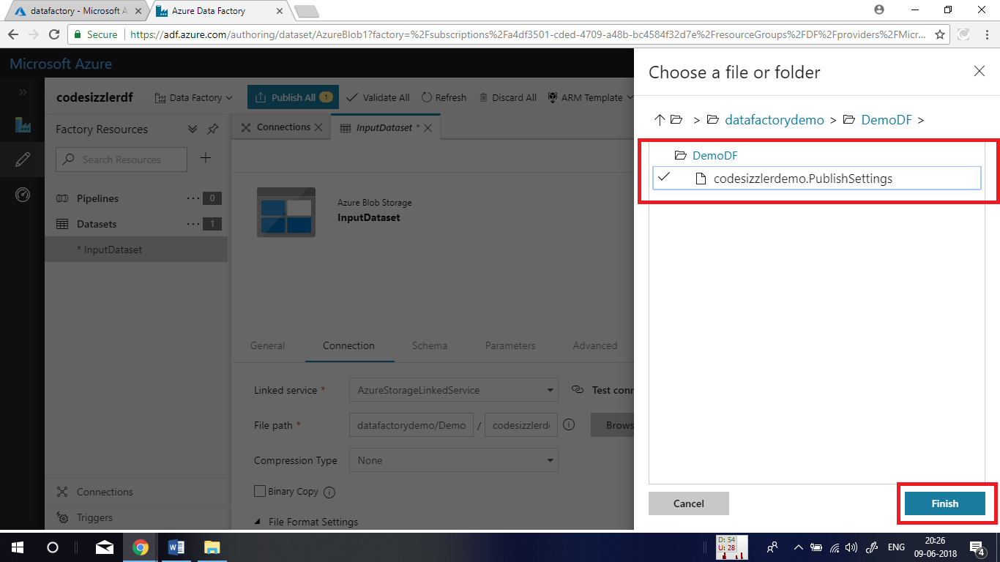 datafactory - Microsoft A
Azure Data Factory
Secure
https://adf.azure.com/authoring/dataset/AzureBlob1?factory=%2Fsubscriptions%2Fa4df3501-cded-4709-a48b-bc4584f32d7e%2FresourceGroups%2FDF%2Fproviders%2FMicr...
Microsoft Azure
codesizzlerdf
Data Factory
Publish All 1
Validate All
Refresh
Discard All
ARM Template
Factory Resources
Search Resources
Pipelines ... 0
Datasets ... 1
* InputDataset
Connections
Triggers
Connections
InputDataset *
Azure Blob Storage
InputDataset
General
Connection
Schema
Parameters
Advanced
Linked service *
AzureStorageLinkedService
Test conn
File path *
datafactorydemo/Demo
/
codesizzlerd
Brows
Compression Type
None
Binary Copy
File Format Settings
Choose a file or folder
> datafactorydemo > DemoDF >
DemoDF
codesizzlerdemo.PublishSettings
Cancel
Finish
D: 54
U: 28
ENG
20:26
09-06-2018
4